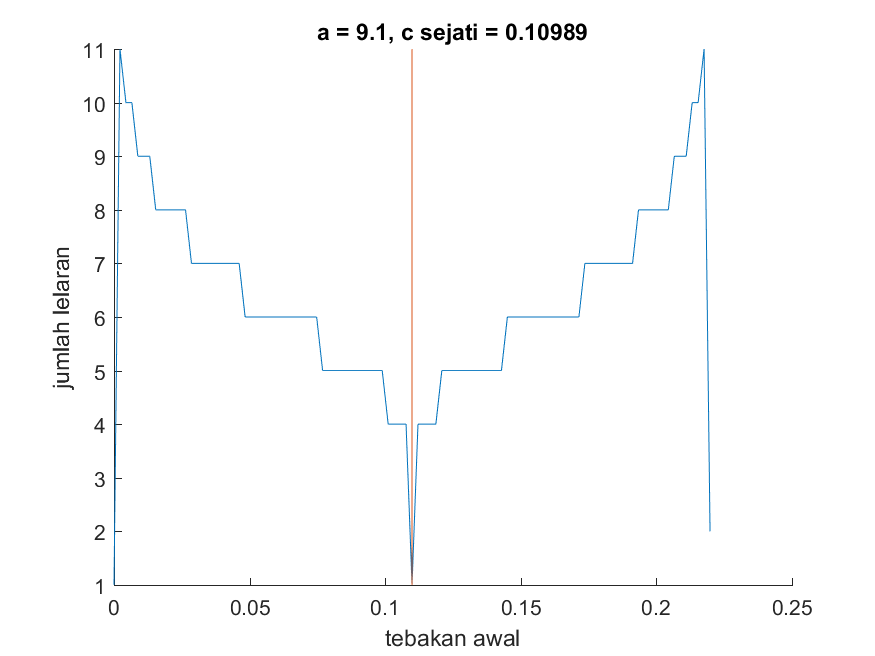 a = 9.1, c sejati = 0.10989
11
10
9
8
7
6
5
4
3
2
1
jumlah lelaran
0 0.05 0.1 0.15 0.2 0.25
tebakan awal